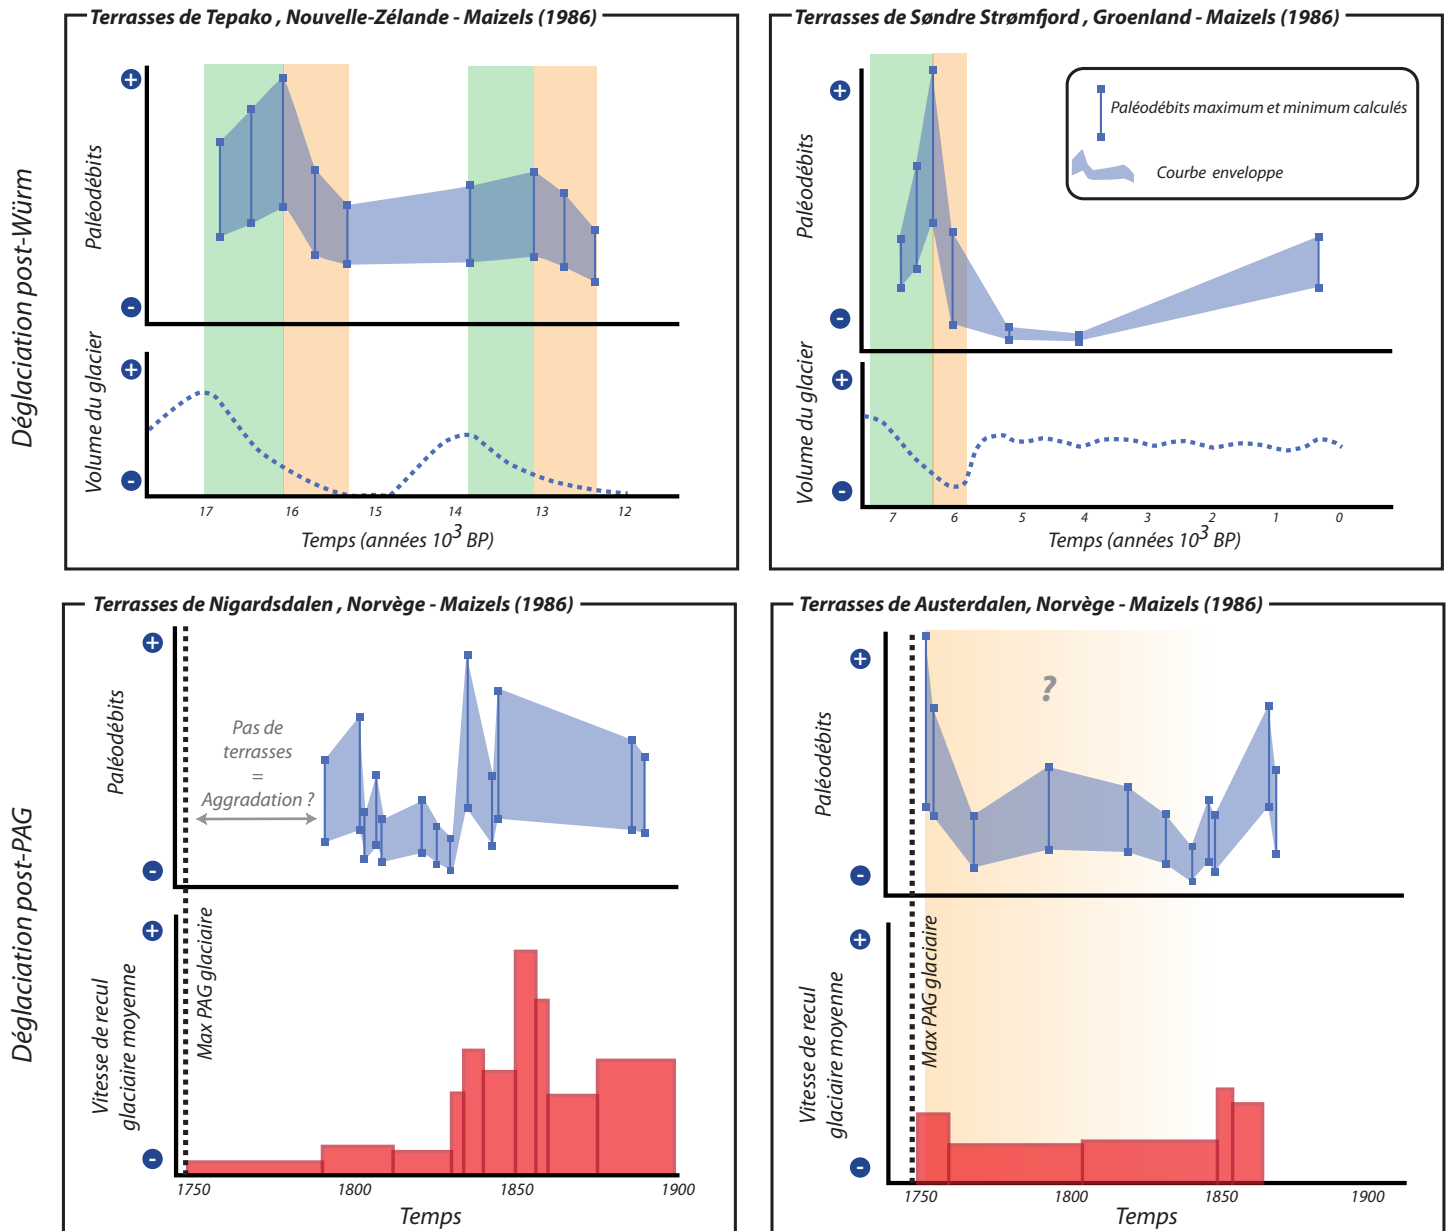 Terrasses de Tepako , Nouvelle-Zélande - Maizels (1986)
+
Paléodébits
-
+
Volume du glacier
-
17 16 15 14 13 12
Temps (années 10³ BP)
Terrasses de Søndre Strømfjord , Groenland - Maizels (1986)
+
Paléodébits
-
Paléodébits maximum et minimum calculés
Courbe enveloppe
+
Volume du glacier
-
7 6 5 4 3 2 1 0
Temps (années 10³ BP)
Déglaciation post-Würm
Terrasses de Nigardsdalen , Norvège - Maizels (1986)
+
Paléodébits
-
Pas de
terrasses
=
Aggradation ?
+
Vitesse de recul
glaciaire moyenne
-
Max PAG glaciaire
1750 1800 1850 1900
Temps
Terrasses de Austerdalen, Norvège - Maizels (1986)
+
Paléodébits
-
?
+
Vitesse de recul
glaciaire moyenne
-
Max PAG glaciaire
1750 1800 1850 1900
Temps
Déglaciation post-PAG